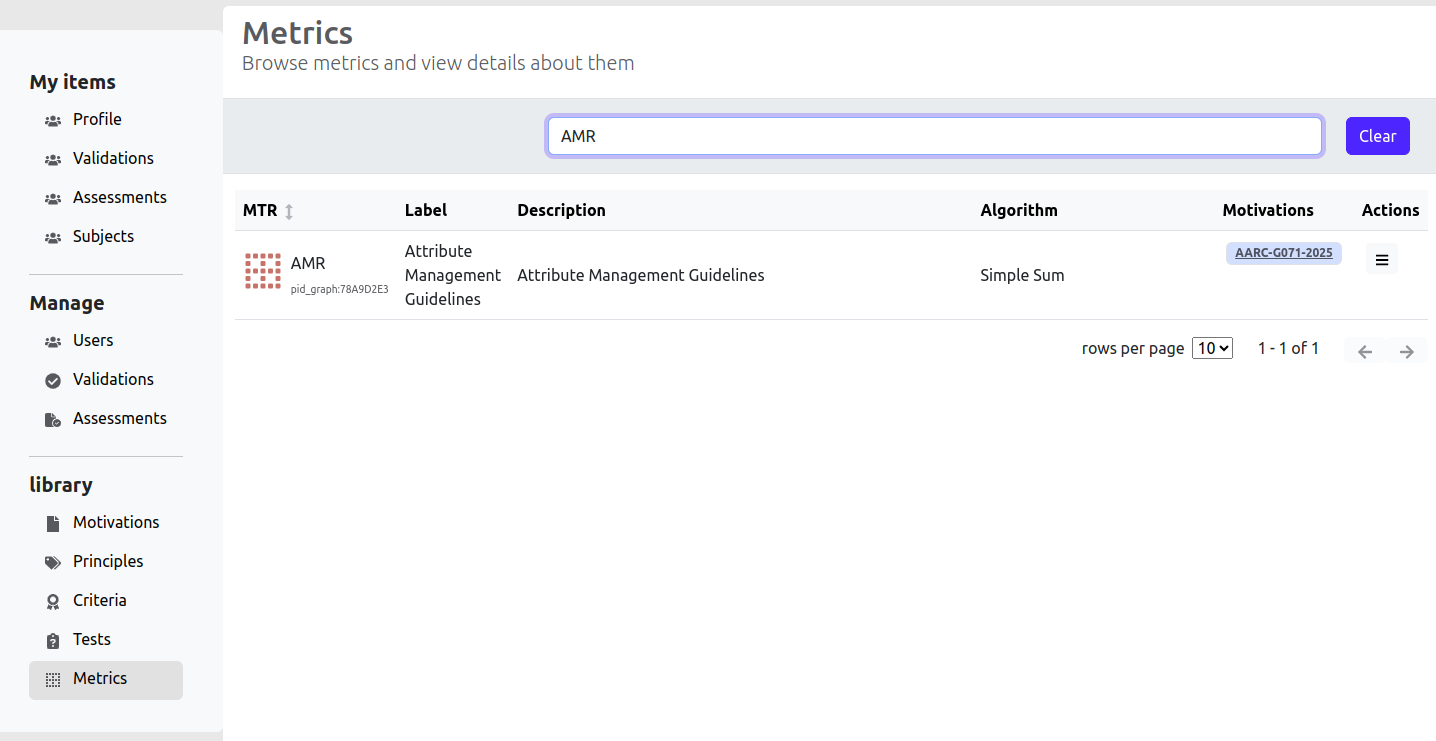 Metrics
Browse metrics and view details about them
My items
Profile
Validations
Assessments
Subjects
Manage
Users
Validations
Assessments
library
Motivations
Principles
Criteria
Tests
Metrics
AMR
Clear
MTR Label Description Algorithm Motivations Actions
AMR
pid_graph:78A9D2E3
Attribute
Management
Guidelines
Attribute Management Guidelines
Simple Sum
AARC-G071-2025
rows per page 10 1 - 1 of 1